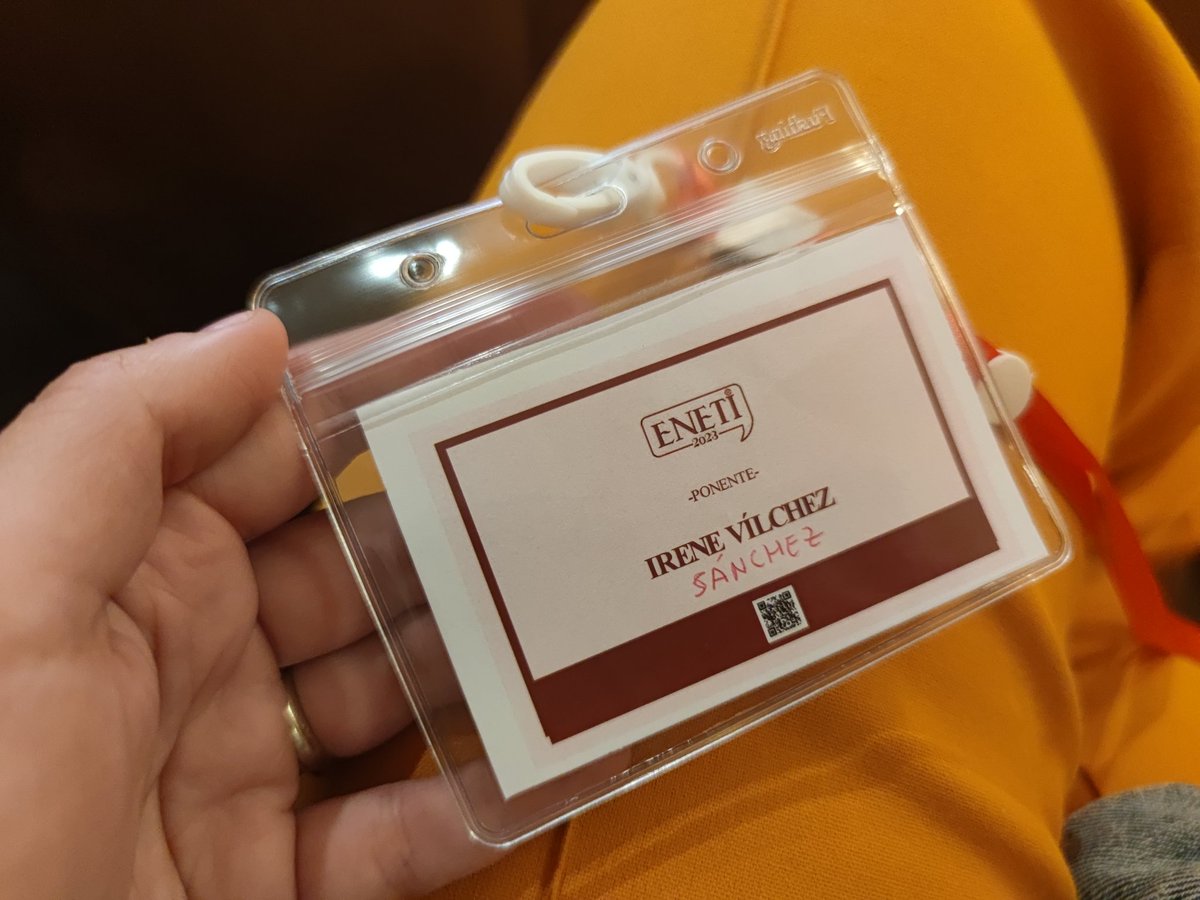 ENETi
2023
-PONENTE-
IRENE VÍLCHEZ
SÁNCHEZ